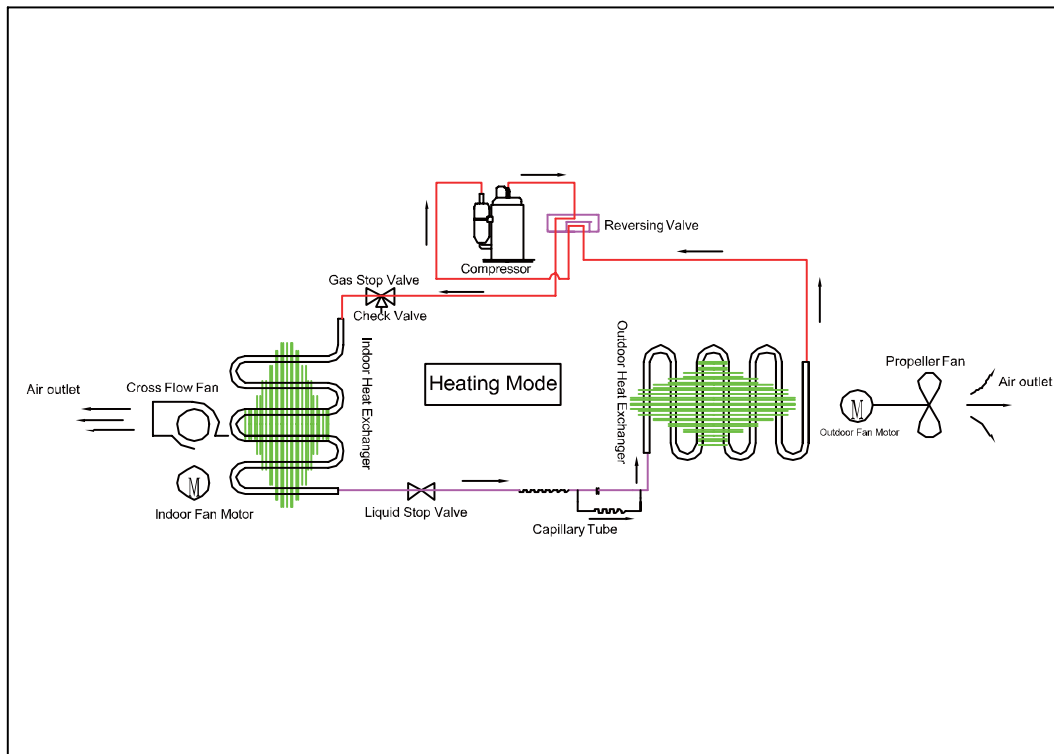 Reversing Valve
Compressor
Gas Stop Valve
Check Valve
Indoor Heat Exchanger
Outdoor Heat Exchanger
Heating Mode
Air outlet
Cross Flow Fan
M
Indoor Fan Motor
Propeller Fan
Air outlet
M
Outdoor Fan Motor
Liquid Stop Valve
Capillary Tube